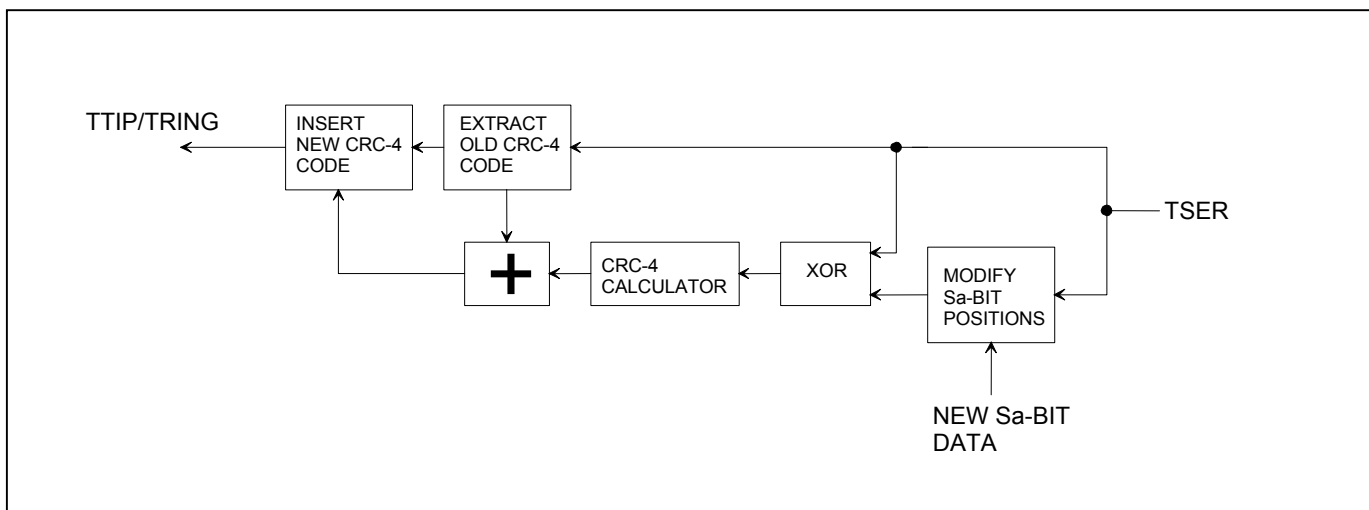 TTIP/TRING
INSERT
NEW CRC-4
CODE
EXTRACT
OLD CRC-4
CODE
TSER
+
CRC-4
CALCULATOR
XOR
MODIFY
Sa-BIT
POSITIONS
NEW Sa-BIT
DATA